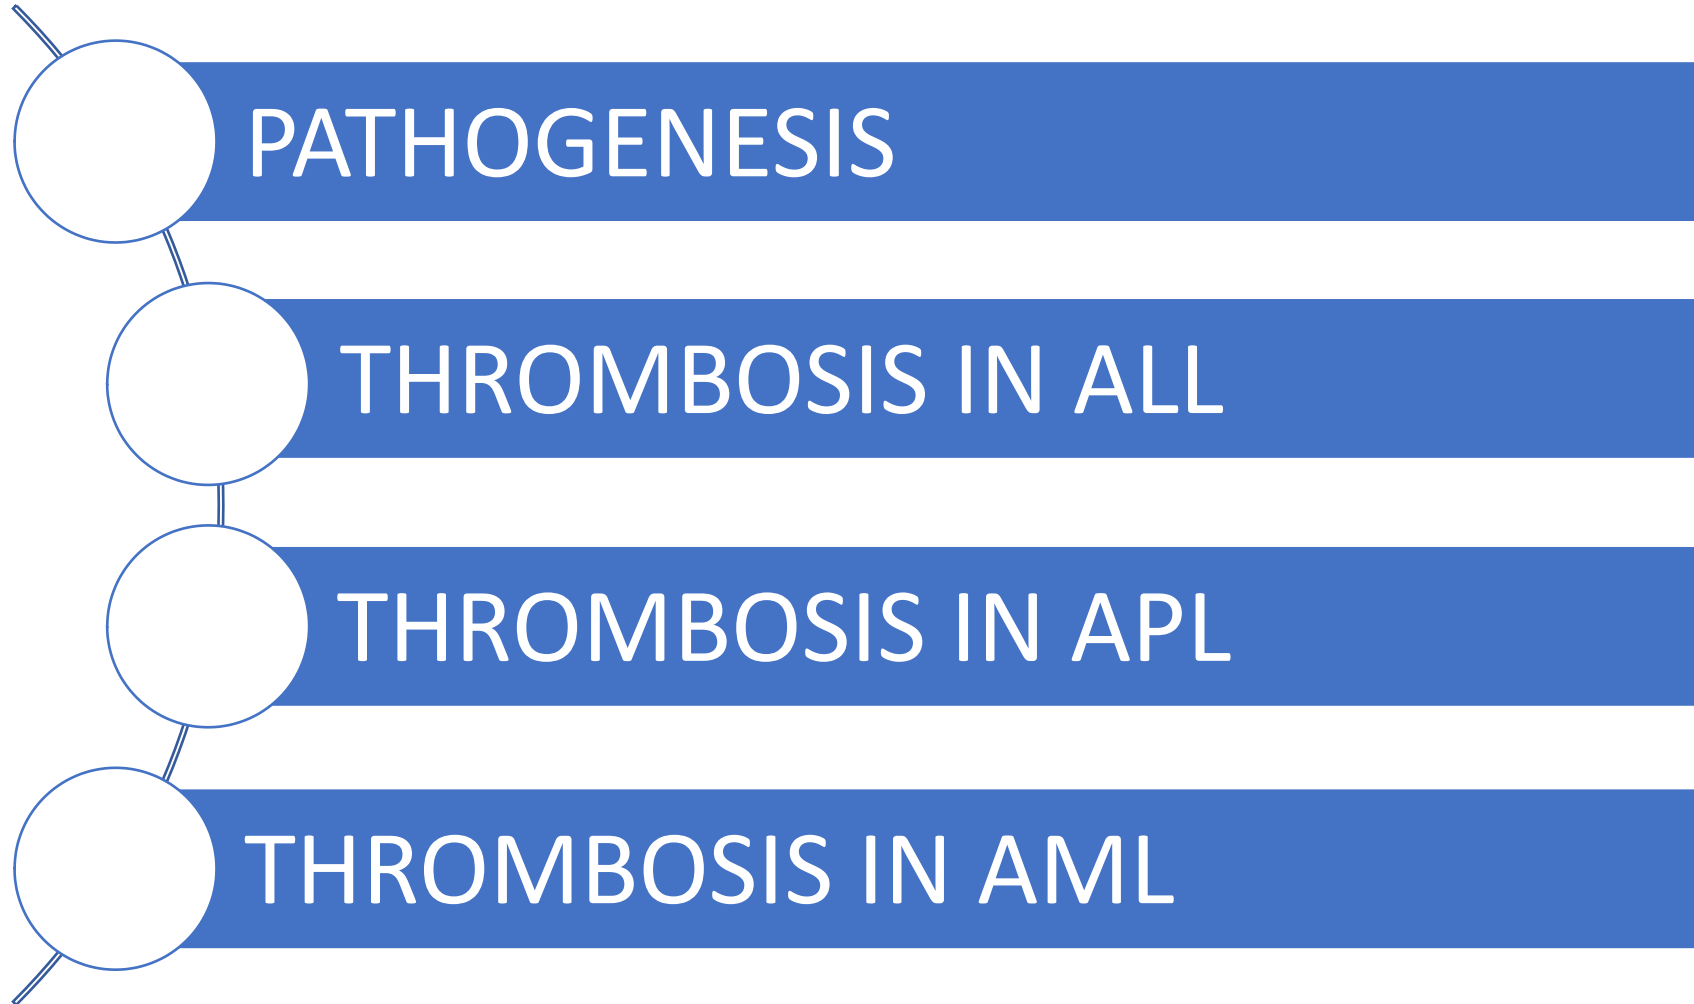 PATHOGENESIS
THROMBOSIS IN ALL
THROMBOSIS IN APL
THROMBOSIS IN AML